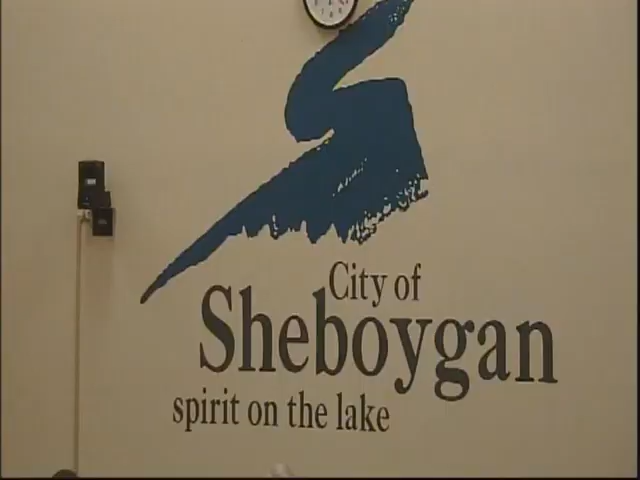 City of
Sheboygan
spirit on the lake